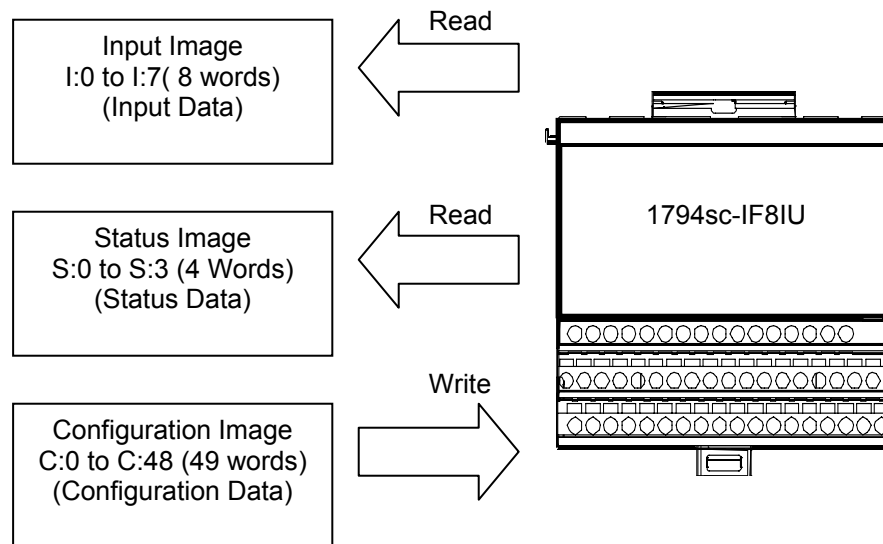 Read
Input Image
I:0 to I:7( 8 words)
(Input Data)
Read
1794sc-IF8IU
Status Image
S:0 to S:3 (4 Words)
(Status Data)
Write
Configuration Image
C:0 to C:48 (49 words)
(Configuration Data)